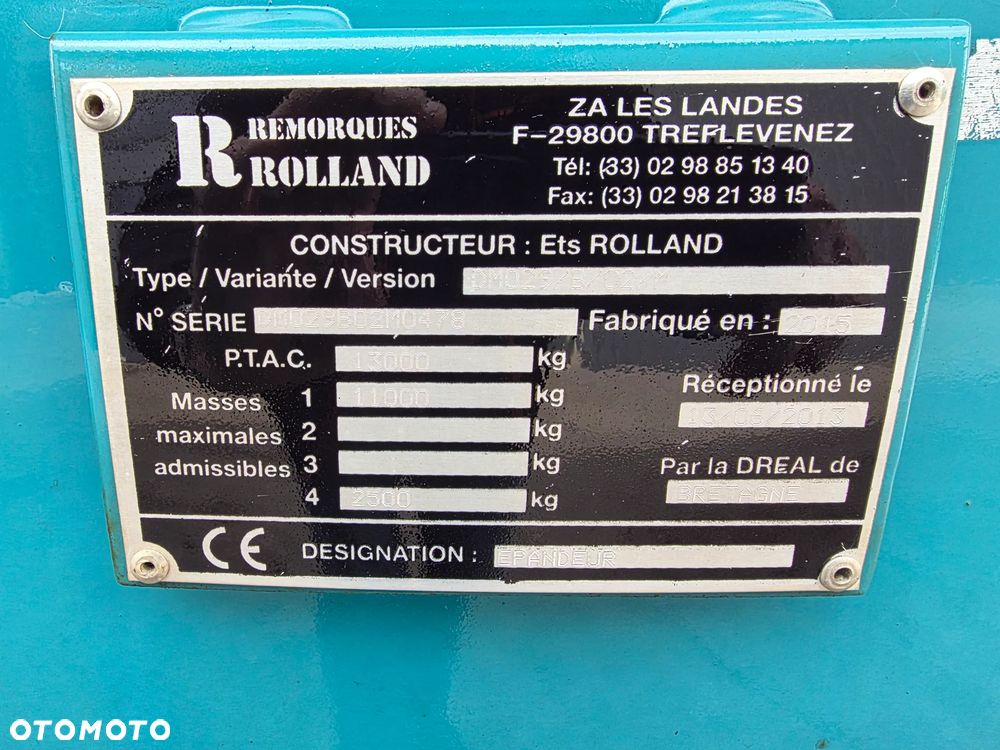 R REMORQUES
ROLLAND
ZA LES LANDES
F-29800 TREFLEVENEZ
Tél: (33) 02 98 85 13 40
Fax: (33) 02 98 21 38 15
CONSTRUCTEUR : Ets ROLLAND
Type / Variante / Version
N° SERIE Fabriqué en : 2015
P.T.A.C. 13000 kg
Masses 1 11000 kg
maximales 2 kg
admissibles 3 kg
4 2500 kg
Réceptionné le
Par la DREAL de
BRETAGNE
CE DESIGNATION : EPANDEUR
OTOMOTO